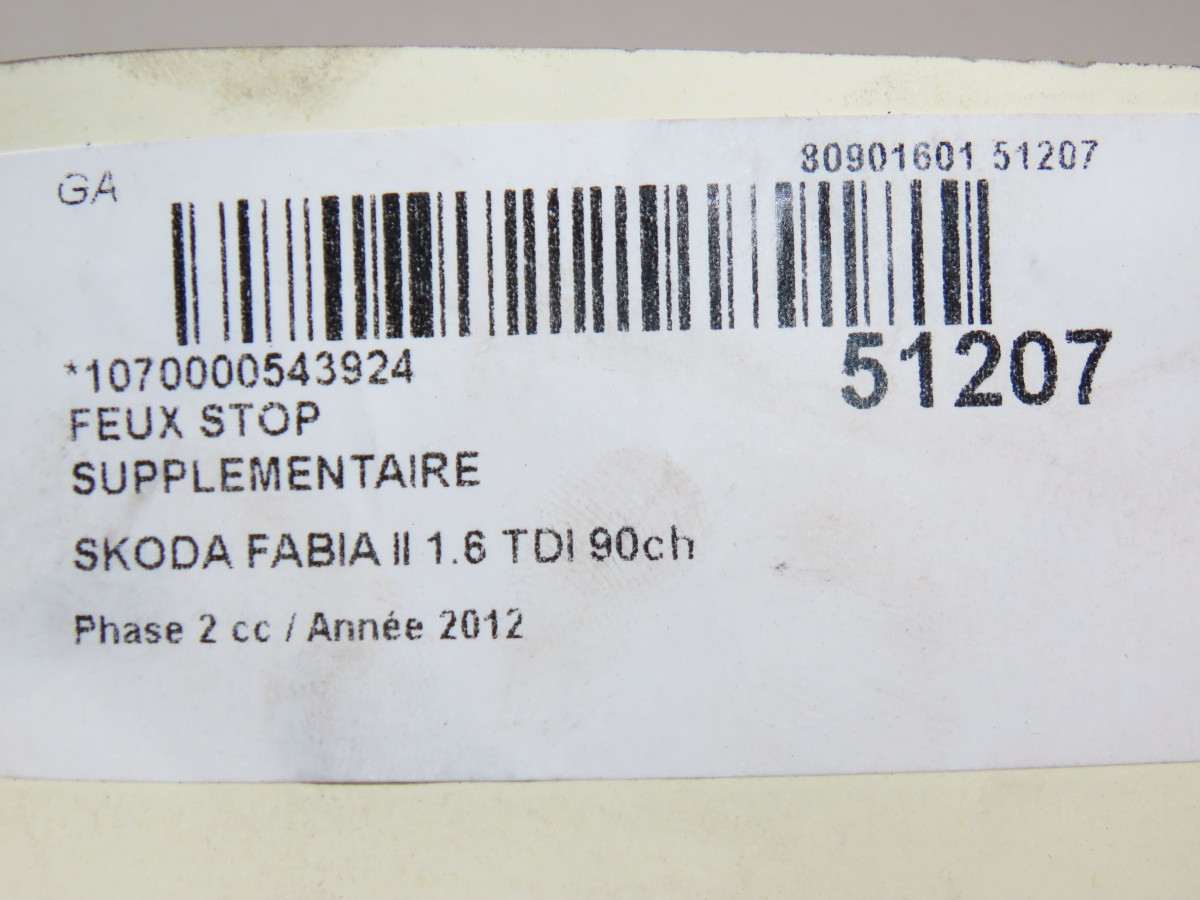 GA
80901601 51207
51207
*1070000543924
FEUX STOP
SUPPLEMENTAIRE
SKODA FABIA II 1.6 TDI 90ch
Phase 2 cc / Année 2012